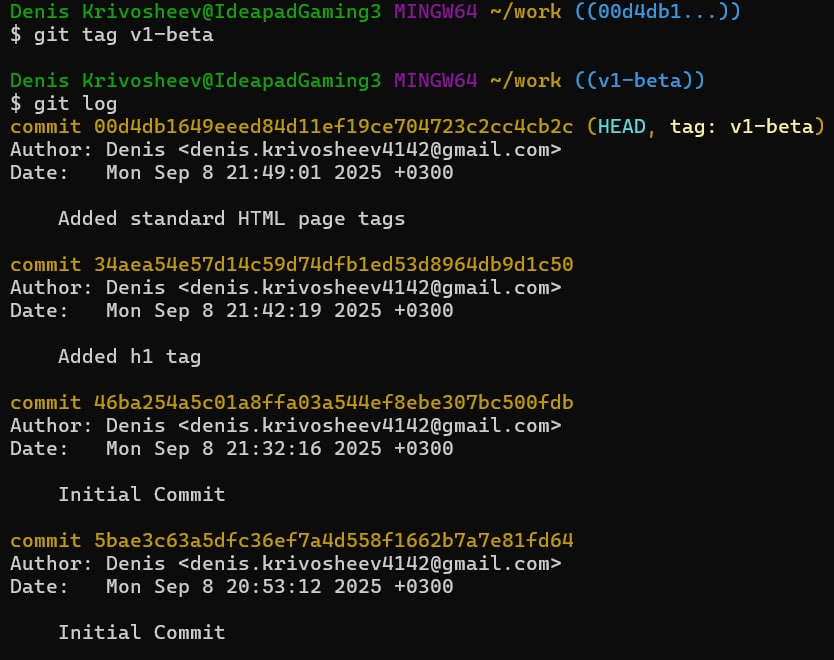 Denis Krivosheev@IdeapadGaming3 MINGW64 ~/work ((00d4db1...))
$ git tag v1-beta
Denis Krivosheev@IdeapadGaming3 MINGW64 ~/work ((v1-beta))
$ git log
commit 00d4db1649eeed84d11ef19ce704723c2cc4cb2c (HEAD, tag: v1-beta)
Author: Denis <denis.krivosheev4142@gmail.com>
Date:   Mon Sep 8 21:49:01 2025 +0300
Added standard HTML page tags
commit 34aea54e57d14c59d74dfb1ed53d8964db9d1c50
Author: Denis <denis.krivosheev4142@gmail.com>
Date:   Mon Sep 8 21:42:19 2025 +0300
Added h1 tag
commit 46ba254a5c01a8ffa03a544ef8ebe307bc500fdb
Author: Denis <denis.krivosheev4142@gmail.com>
Date:   Mon Sep 8 21:32:16 2025 +0300
Initial Commit
commit 5bae3c63a5dfc36ef7a4d558f1662b7a7e81fd64
Author: Denis <denis.krivosheev4142@gmail.com>
Date:   Mon Sep 8 20:53:12 2025 +0300
Initial Commit